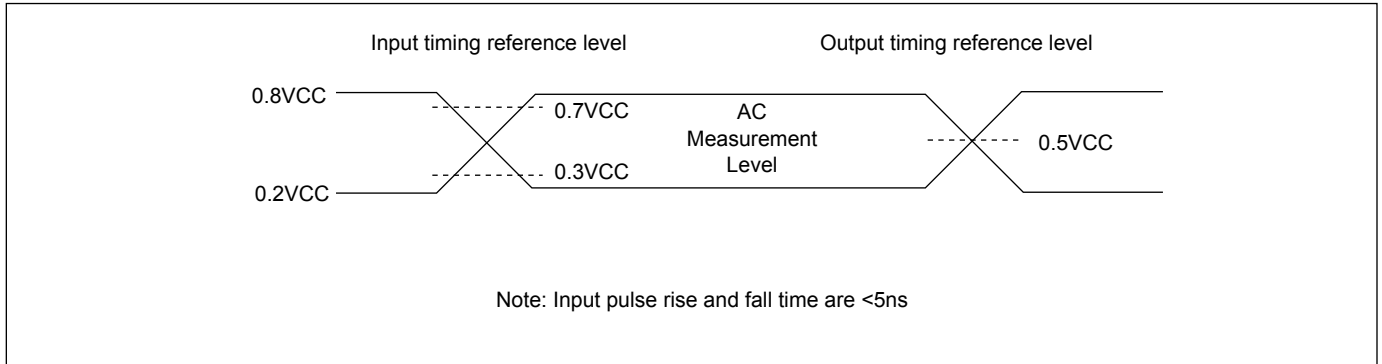 Input timing reference level
Output timing reference level
0.8VCC
0.7VCC
AC
Measurement
Level
0.5VCC
0.3VCC
0.2VCC
Note: Input pulse rise and fall time are <5ns